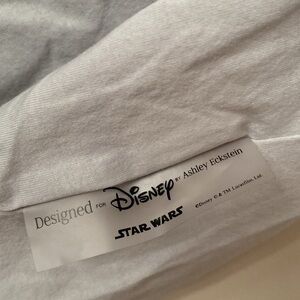 Designed FOR Disney BY Ashley Eckstein
STAR WARS
©Disney © & TM Lucasfilm Ltd.